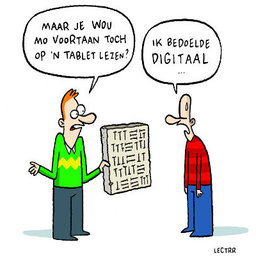 MAAR JE WOU
MO VOORTAAN TOCH
OP 'N TABLET LEZEN?
IK BEDOELDE
DIGITAAL
...
LECTRR